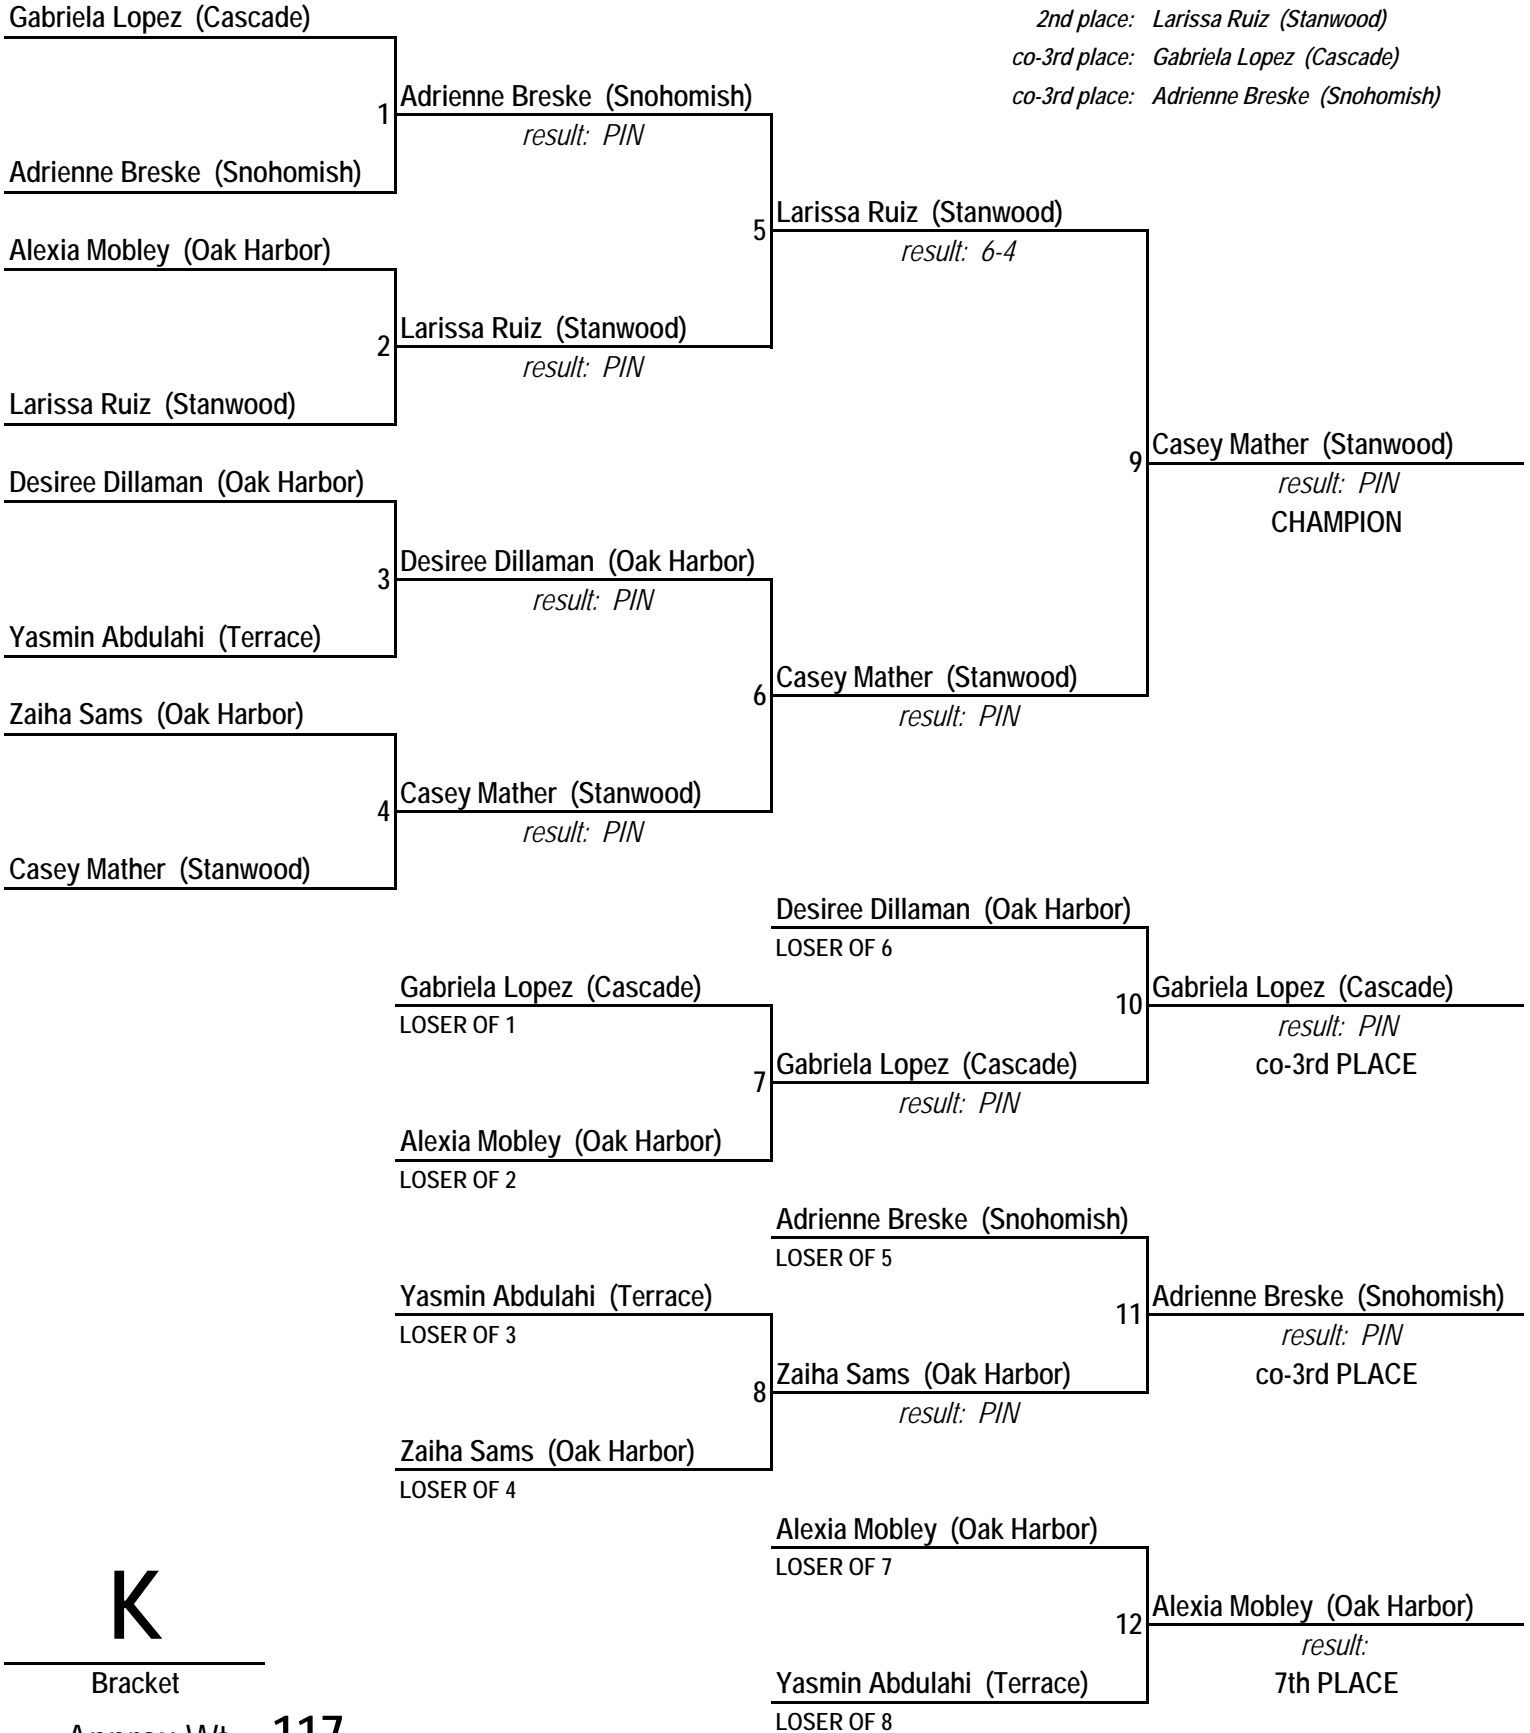 Gabriela Lopez (Cascade)
2nd place: Larissa Ruiz (Stanwood)
co-3rd place: Gabriela Lopez (Cascade)
co-3rd place: Adrienne Breske (Snohomish)
1
Adrienne Breske (Snohomish)
result: PIN
Adrienne Breske (Snohomish)
5
Larissa Ruiz (Stanwood)
result: 6-4
Alexia Mobley (Oak Harbor)
2
Larissa Ruiz (Stanwood)
result: PIN
Larissa Ruiz (Stanwood)
9
Casey Mather (Stanwood)
result: PIN
CHAMPION
Desiree Dillaman (Oak Harbor)
3
Desiree Dillaman (Oak Harbor)
result: PIN
Yasmin Abdulahi (Terrace)
6
Casey Mather (Stanwood)
result: PIN
Zaiha Sams (Oak Harbor)
4
Casey Mather (Stanwood)
result: PIN
Casey Mather (Stanwood)
Desiree Dillaman (Oak Harbor)
LOSER OF 6
Gabriela Lopez (Cascade)
LOSER OF 1
10
Gabriela Lopez (Cascade)
result: PIN
co-3rd PLACE
7
Gabriela Lopez (Cascade)
result: PIN
Alexia Mobley (Oak Harbor)
LOSER OF 2
Adrienne Breske (Snohomish)
LOSER OF 5
Yasmin Abdulahi (Terrace)
LOSER OF 3
11
Adrienne Breske (Snohomish)
result: PIN
co-3rd PLACE
8
Zaiha Sams (Oak Harbor)
result: PIN
Zaiha Sams (Oak Harbor)
LOSER OF 4
Alexia Mobley (Oak Harbor)
LOSER OF 7
K
Bracket
12
Alexia Mobley (Oak Harbor)
result:
7th PLACE
Yasmin Abdulahi (Terrace)
LOSER OF 8
Approx Wt 117